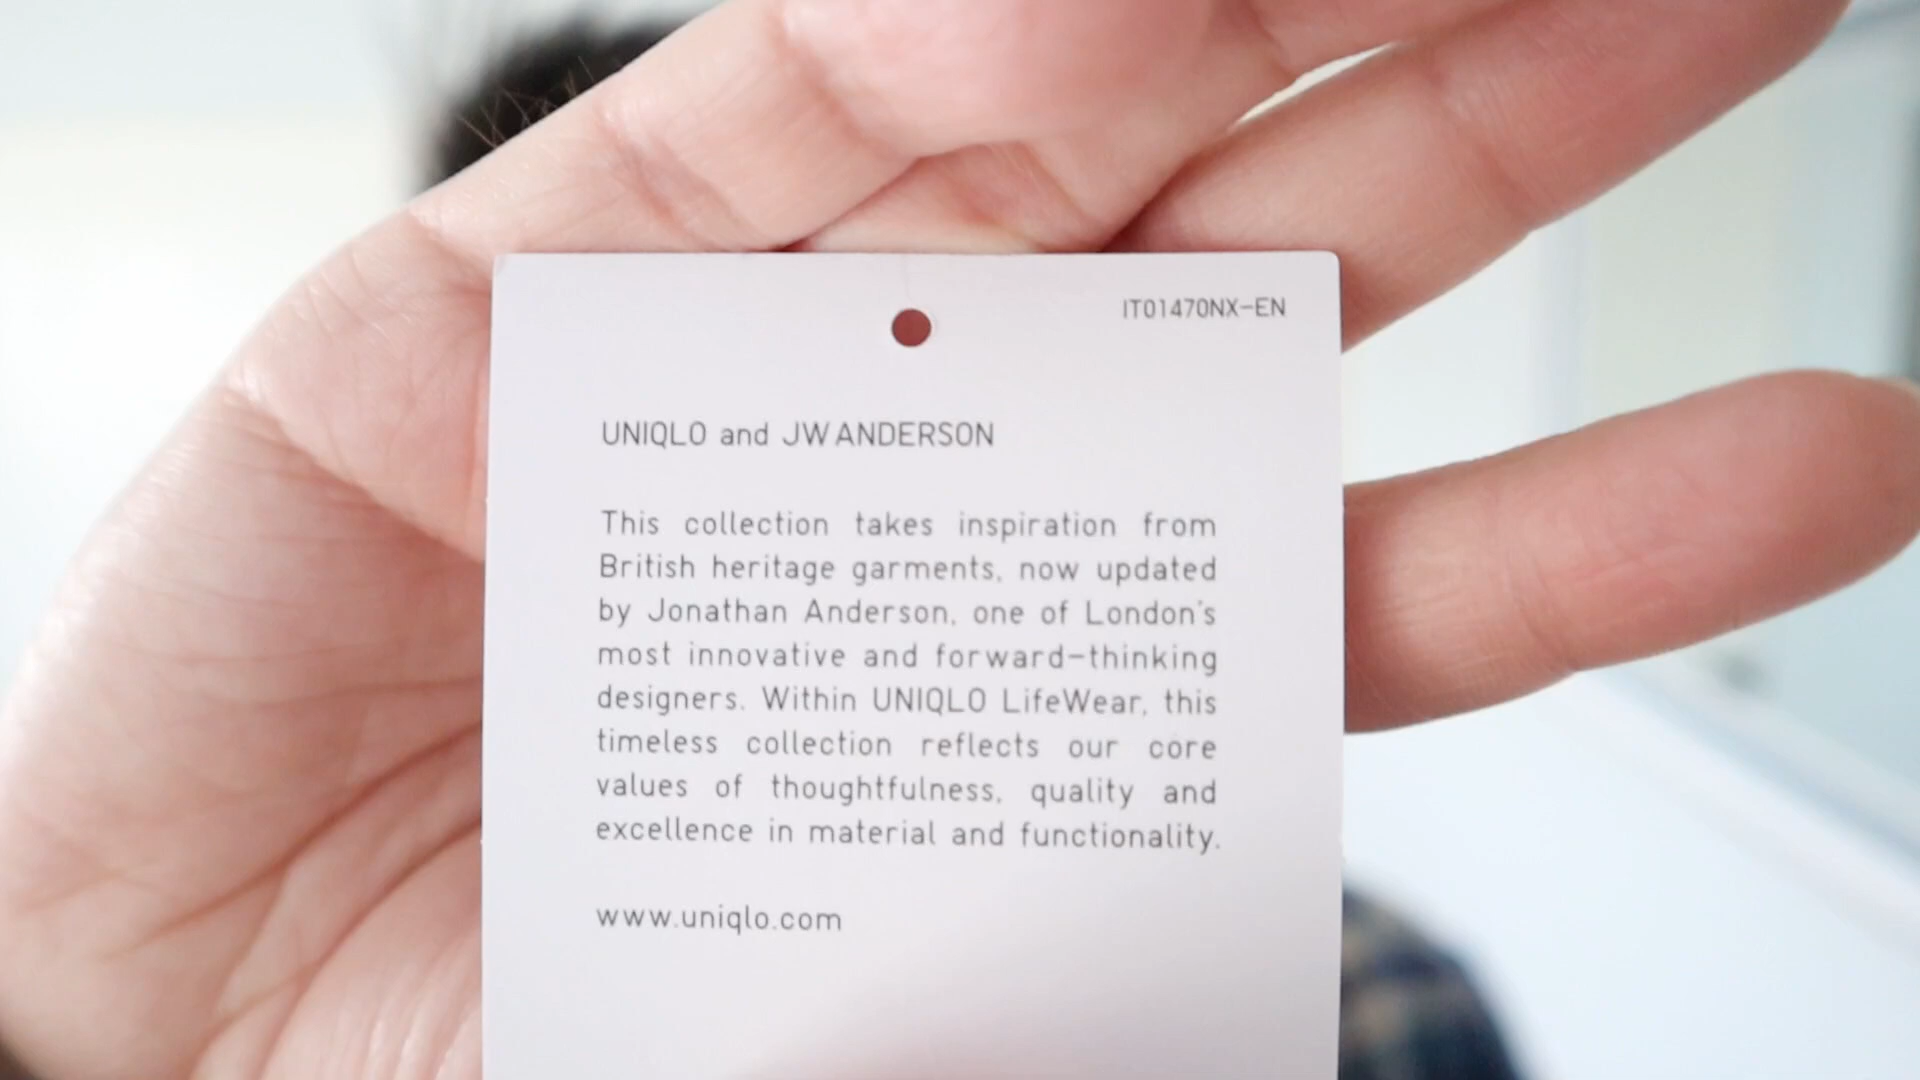 IT01470NX-EN
UNIQLO and JW ANDERSON
This collection takes inspiration from
British heritage garments, now updated
by Jonathan Anderson, one of London's
most innovative and forward-thinking
designers. Within UNIQLO LifeWear, this
timeless collection reflects our core
values of thoughtfulness, quality and
excellence in material and functionality.
www.uniqlo.com